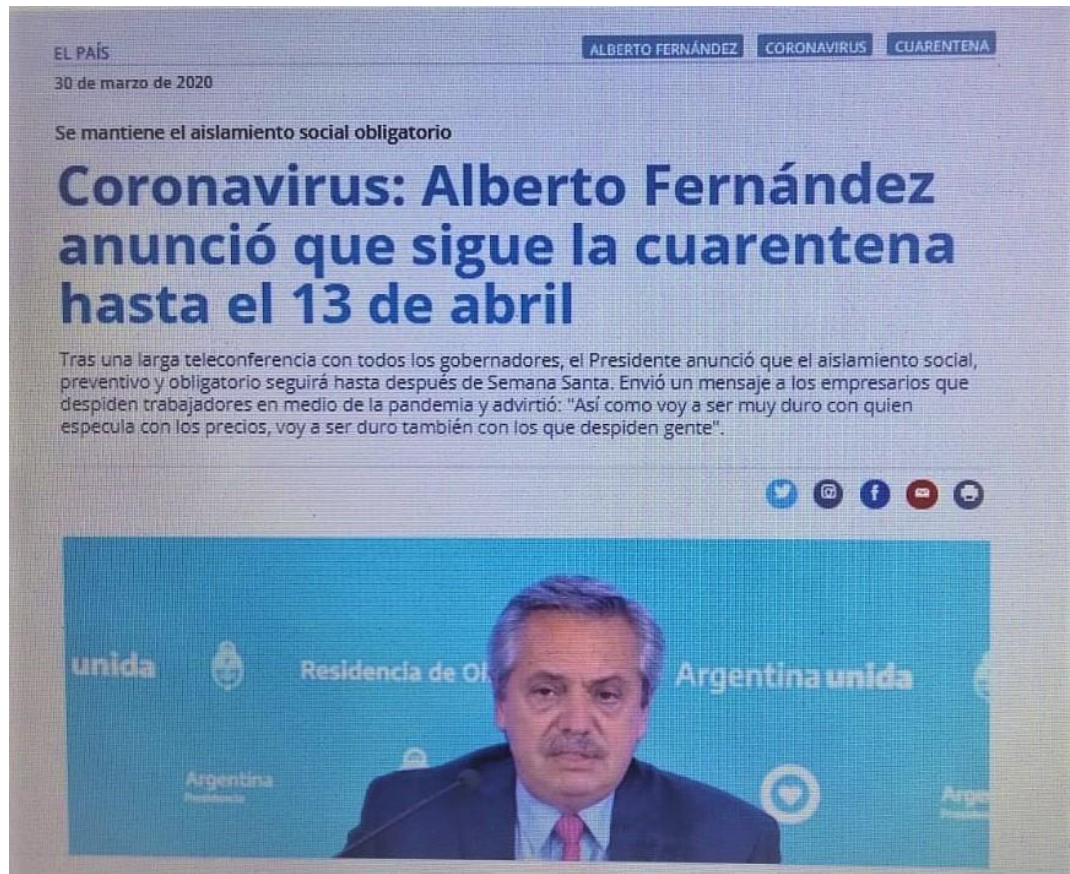 EL PAÍS
ALBERTO FERNÁNDEZ CORONAVIRUS CUARENTENA
30 de marzo de 2020
Se mantiene el aislamiento social obligatorio
Coronavirus: Alberto Fernández
anunció que sigue la cuarentena
hasta el 13 de abril
Tras una larga teleconferencia con todos los gobernadores, el Presidente anunció que el aislamiento social,
preventivo y obligatorio seguirá hasta después de Semana Santa. Envió un mensaje a los empresarios que
despiden trabajadores en medio de la pandemia y advirtió: "Así como voy a ser muy duro con quien
especula con los precios, voy a ser duro también con los que despiden gente".
unida
Residencia de Ol
Argentina unida
Argentina
Presidencia
Arge